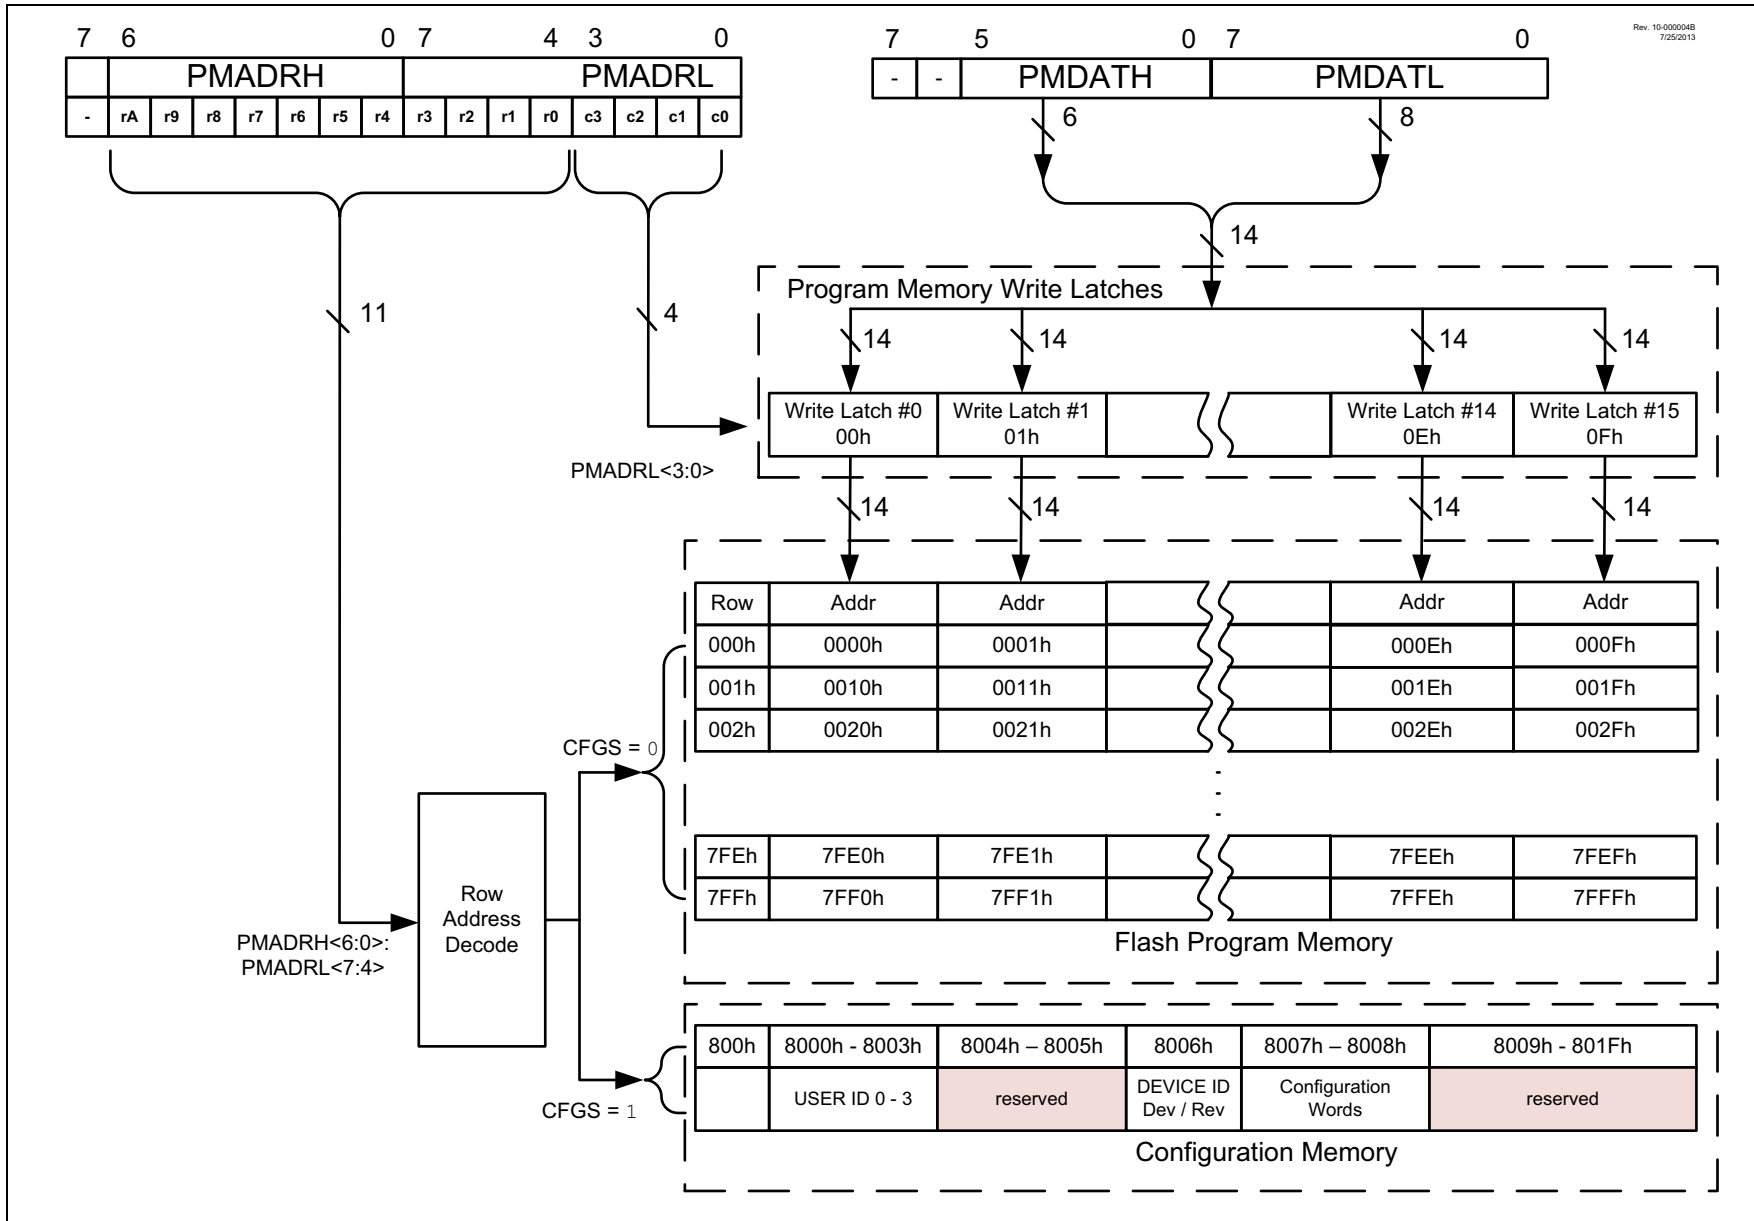 Rev. 10-000004B
7/25/2013
7 6 0 7 4 3 0
PMADRH PMADRL
- rA r9 r8 r7 r6 r5 r4 r3 r2 r1 r0 c3 c2 c1 c0
7 5 0 7 0
- - PMDATH PMDATL
6 8
14
11
4
Program Memory Write Latches
14 14 14 14
Write Latch #0 Write Latch #1 Write Latch #14 Write Latch #15
00h 01h 0Eh 0Fh
PMADRL<3:0>
14 14 14 14
Row Addr Addr Addr Addr
000h 0000h 0001h 000Eh 000Fh
001h 0010h 0011h 001Eh 001Fh
002h 0020h 0021h 002Eh 002Fh
CFGS = 0
7FEh 7FE0h 7FE1h 7FEEh 7FEFh
7FFh 7FF0h 7FF1h 7FFEh 7FFFh
Row
Address
Decode
PMADRH<6:0>:
PMADRL<7:4>
Flash Program Memory
800h 8000h - 8003h 8004h – 8005h 8006h 8007h – 8008h 8009h - 801Fh
USER ID 0 - 3 reserved DEVICE ID Configuration reserved
Dev / Rev Words
CFGS = 1
Configuration Memory